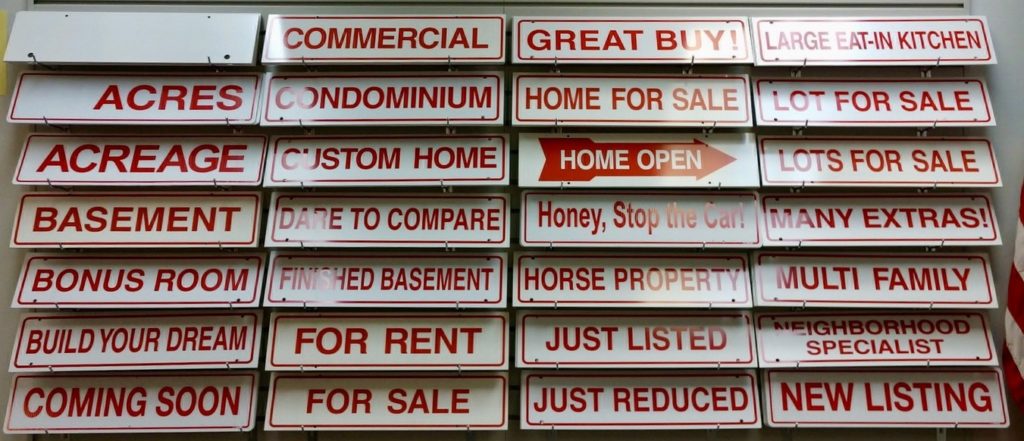 ACRES
ACREAGE
BASEMENT
BONUS ROOM
BUILD YOUR DREAM
COMING SOON
COMMERCIAL
CONDOMINIUM
CUSTOM HOME
DARE TO COMPARE
FINISHED BASEMENT
FOR RENT
FOR SALE
GREAT BUY!
HOME FOR SALE
HOME OPEN
Honey, Stop the Car!
HORSE PROPERTY
JUST LISTED
JUST REDUCED
LARGE EAT-IN KITCHEN
LOT FOR SALE
LOTS FOR SALE
MANY EXTRAS!
MULTI FAMILY
NEIGHBORHOOD
SPECIALIST
NEW LISTING